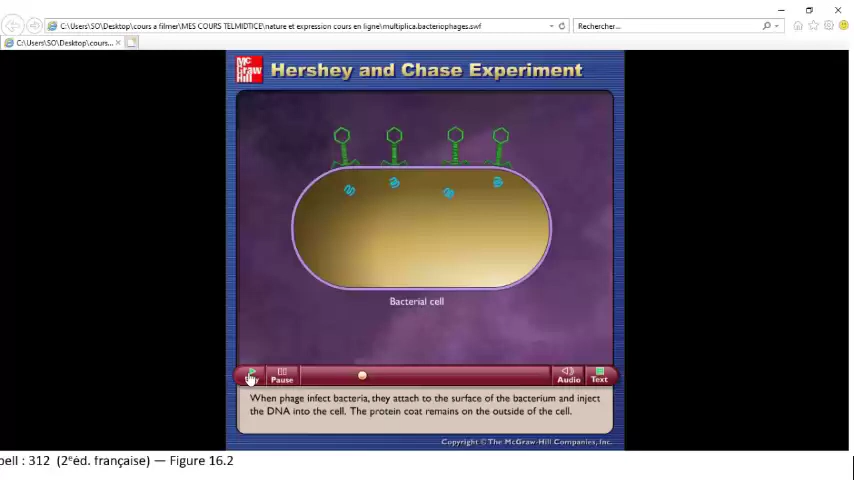 C:\Users\SO\Desktop\cours a filmer\MES COURS TELMIDTICE\nature et expression cours en ligne\multiplica.bacteriophages.swf
Rechercher...
C:\Users\SO\Desktop\cours...
Mc Graw Hill
Hershey and Chase Experiment
Bacterial cell
Pause
Audio
Text
When phage infect bacteria, they attach to the surface of the bacterium and inject
the DNA into the cell. The protein coat remains on the outside of the cell.
Copyright © The McGraw-Hill Companies, Inc.
: 312 (2ᵉéd. française) — Figure 16.2